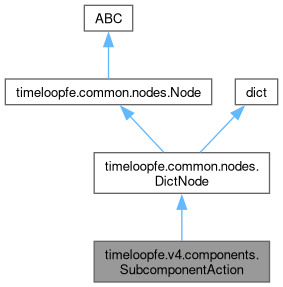 ABC
timeloopfe.common.nodes.Node
dict
timeloopfe.common.nodes.
DictNode
timeloopfe.v4.components.
SubcomponentAction